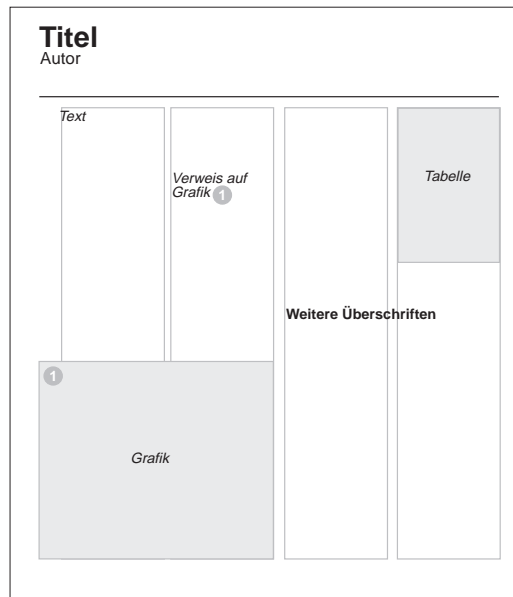 Titel
Autor
Text
Verweis auf
Grafik 1
Tabelle
Weitere Überschriften
1
Grafik